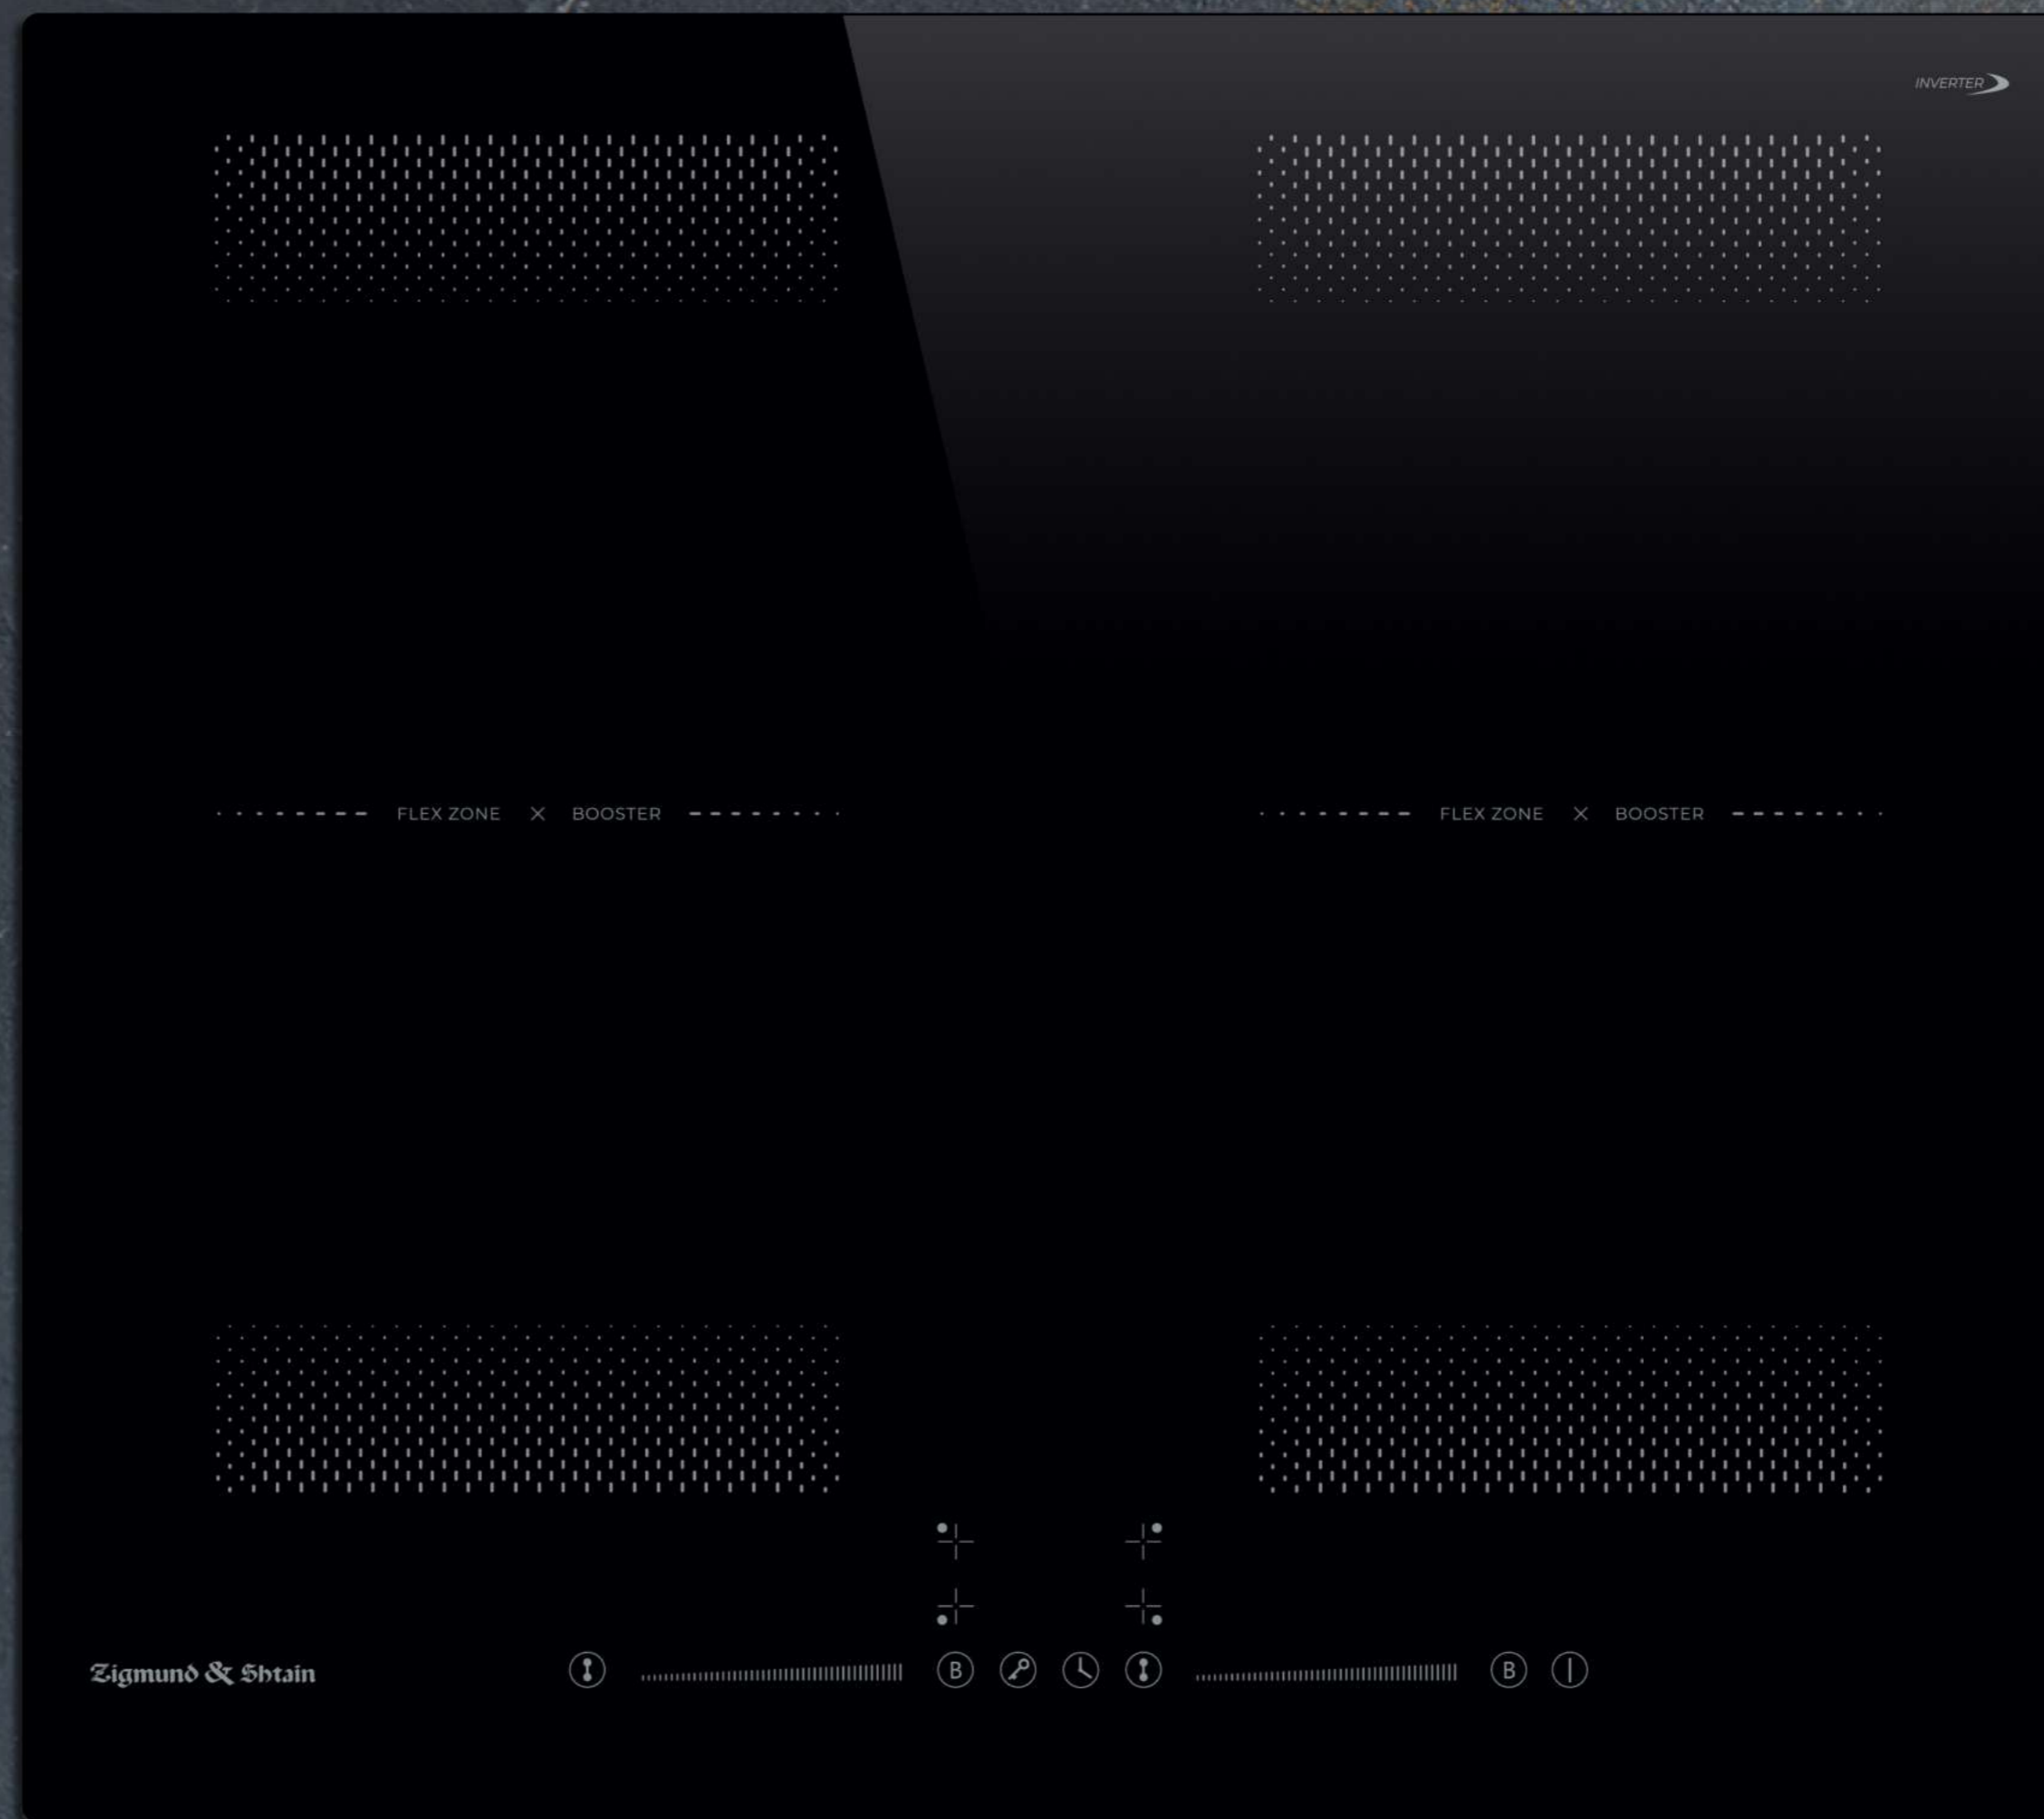 INVERTER
FLEX ZONE × BOOSTER
FLEX ZONE × BOOSTER
Zigmund & Shtain
B
B